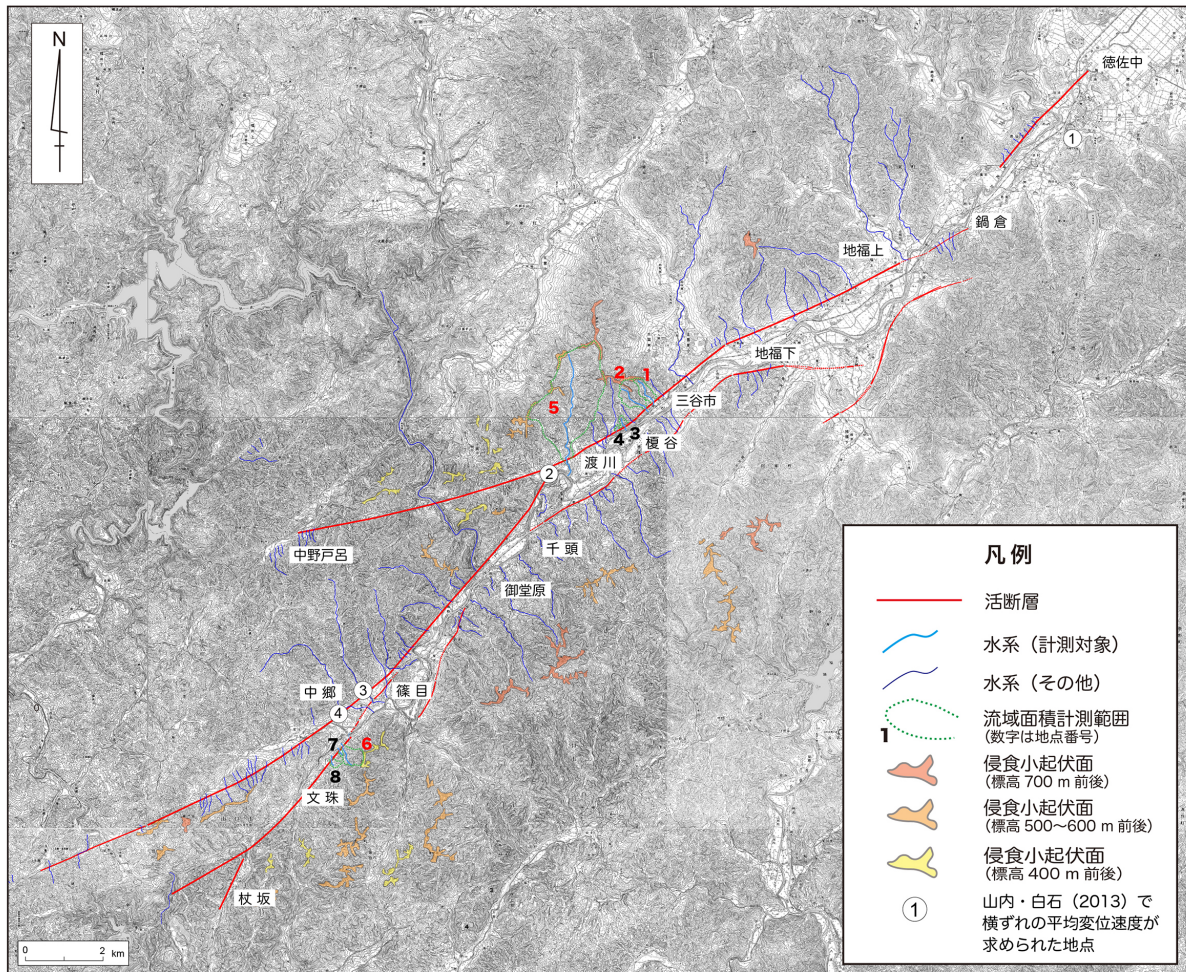 N
徳佐中
①
鍋倉
地福上
地福下
2
1
三谷市
5
4
3
榎谷
渡川
②
中野戸呂
千頭
御堂原
③
中郷
篠目
④
7
6
8
文珠
杖坂
0 2 km
凡例
活断層
水系（計測対象）
水系（その他）
1
流域面積計測範囲
（数字は地点番号）
侵食小起伏面
（標高 700 m 前後）
侵食小起伏面
（標高 500〜600 m 前後）
侵食小起伏面
（標高 400 m 前後）
①
山内・白石（2013）で
横ずれの平均変位速度が
求められた地点